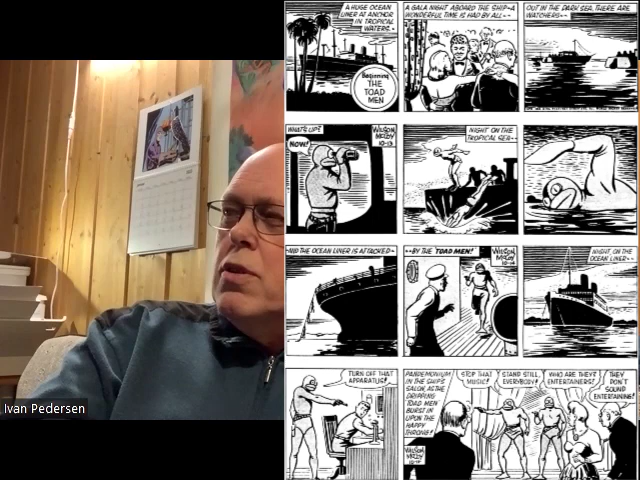 A HUGE OCEAN
LINER AT ANCHOR
IN TROPICAL
WATERS--
Beginning
THE
TOAD
MEN
A GALA NIGHT ABOARD THE SHIP--A
WONDERFUL TIME IS HAD BY ALL--
OUT IN THE DARK SEA, THERE ARE
WATCHERS--
WHAT'S UP?
NOW!
WILSON
McCOY
10-13
NIGHT ON THE
TROPICAL SEA--
--AND THE OCEAN LINER IS ATTACKED--
--BY THE TOAD MEN!
WILSON
McCOY
10-14
NIGHT, ON THE
OCEAN LINER--
TURN OFF THAT
APPARATUS!
PANDEMONIUM
IN THE SHIP'S
SALON, AS THE
DRIPPING
TOAD MEN
BURST IN
UPON THE
HAPPY
THRONG!
WILSON
McCOY
STOP THAT
MUSIC!
STAND STILL,
EVERYBODY!
WHO ARE THEY?
ENTERTAINERS?
THEY
DON'T
SOUND
ENTERTAINING!
Ivan Pedersen